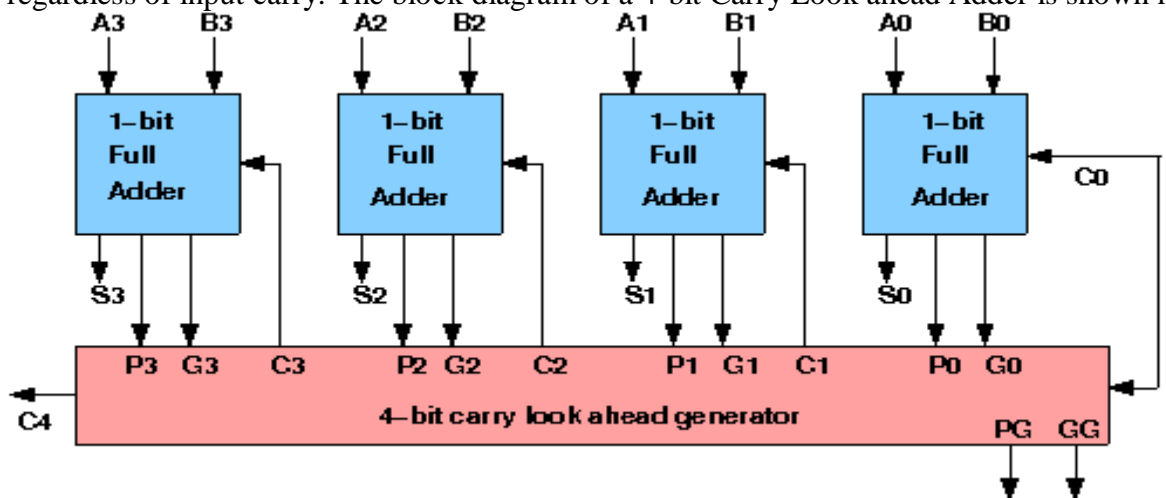 regardless of input carry. The block diagram of a 4-bit Carry Look ahead Adder is shown
A3 B3 A2 B2 A1 B1 A0 B0
1-bit Full Adder
1-bit Full Adder
1-bit Full Adder
1-bit Full Adder
C0
S3 S2 S1 S0
P3 G3 C3 P2 G2 C2 P1 G1 C1 P0 G0
4-bit carry look ahead generator
C4
PG GG